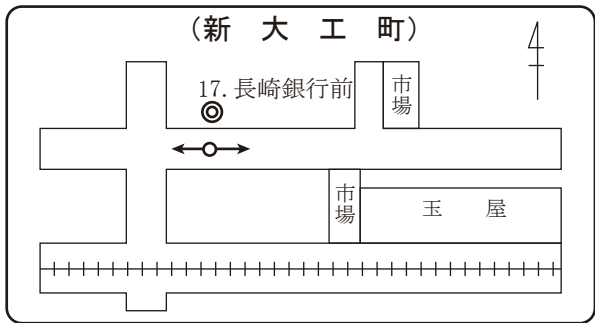 (新大工町)
17. 長崎銀行前
市場
市場
玉屋